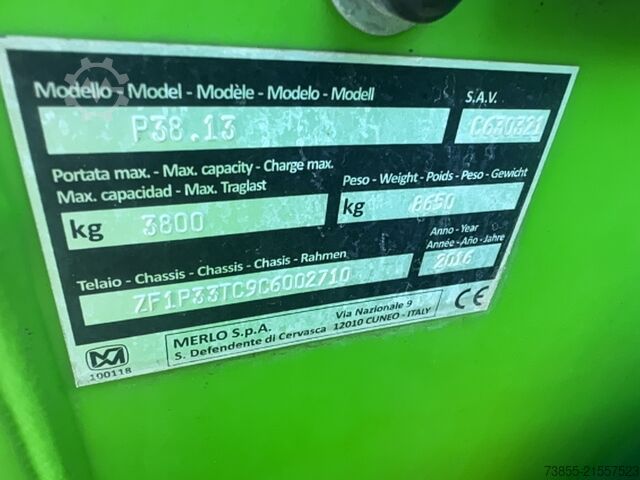 Modello - Model - Modèle - Modelo - Modell
S.A.V.
P38.13
C630321
Portata max. - Max. capacity - Charge max.
Max. capacidad - Max. Traglast
Peso - Weight - Poids - Peso - Gewicht
kg 3800
kg 8650
Telaio - Chassis - Chassis - Chasis - Rahmen
Anno - Year
Année - Año - Jahre
ZF1P33TC9C6002710
2016
MERLO S.p.A.
S. Defendente di Cervasca
Via Nazionale 9
12010 CUNEO - ITALY
CE
100118
73855-21557523